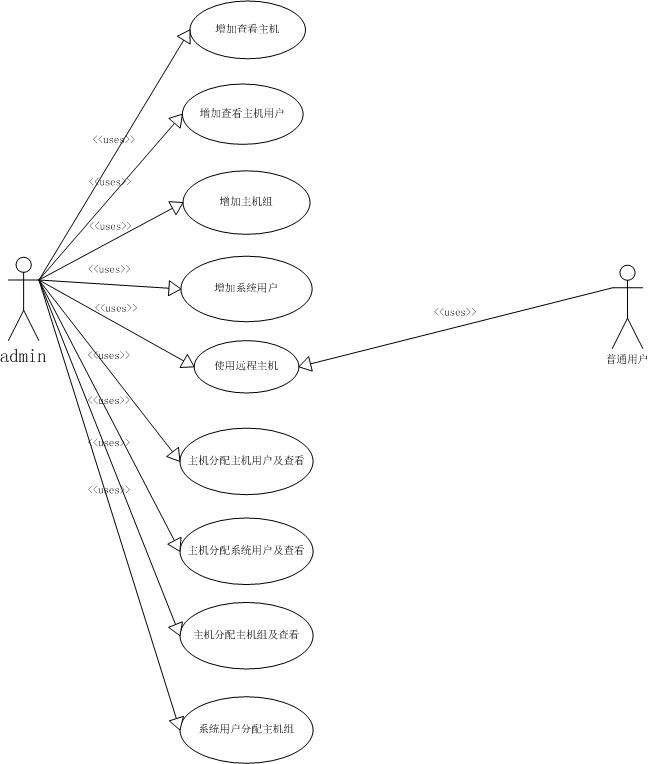 增加查看主机
<<uses>>
增加查看主机用户
<<uses>>
增加主机组
<<uses>>
增加系统用户
<<uses>>
admin
<<uses>>
<<uses>>
普通用户
使用远程主机
<<uses>>
<<uses>>
主机分配主机用户及查看
<<uses>>
<<uses>>
主机分配系统用户及查看
主机分配主机组及查看
系统用户分配主机组